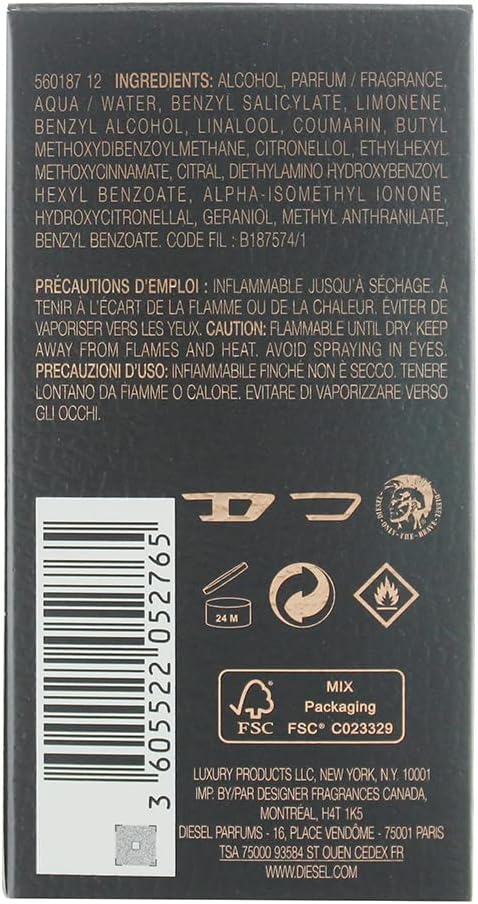 560187 12 INGREDIENTS: ALCOHOL, PARFUM / FRAGRANCE,
AQUA / WATER, BENZYL SALICYLATE, LIMONENE,
BENZYL ALCOHOL, LINALOOL, COUMARIN, BUTYL
METHOXYDIBENZOYLMETHANE, CITRONELLOL, ETHYLHEXYL
METHOXYCINNAMATE, CITRAL, DIETHYLAMINO HYDROXYBENZOYL
HEXYL BENZOATE, ALPHA-ISOMETHYL IONONE,
HYDROXYCITRONELLAL, GERANIOL, METHYL ANTHRANILATE,
BENZYL BENZOATE. CODE FIL : B187574/1
PRÉCAUTIONS D'EMPLOI : INFLAMMABLE JUSQU'À SÉCHAGE. À
TENIR À L'ÉCART DE LA FLAMME OU DE LA CHALEUR. ÉVITER DE
VAPORISER VERS LES YEUX. CAUTION: FLAMMABLE UNTIL DRY. KEEP
AWAY FROM FLAMES AND HEAT. AVOID SPRAYING IN EYES.
PRECAUZIONI D'USO: INFIAMMABILE FINCHÉ NON È SECCO. TENERE
LONTANO DA FIAMME O CALORE. EVITARE DI VAPORIZZARE VERSO
GLI OCCHI.
D
DIESEL ONLY-THE-BRAVE DIESEL
24 M
3 605522 052765
FSC
MIX
Packaging
FSC® C023329
LUXURY PRODUCTS LLC, NEW YORK, N.Y. 10001
IMP. BY/PAR DESIGNER FRAGRANCES CANADA,
MONTRÉAL, H4T 1K5
DIESEL PARFUMS - 16, PLACE VENDÔME - 75001 PARIS
TSA 75000 93584 ST OUEN CEDEX FR
WWW.DIESEL.COM